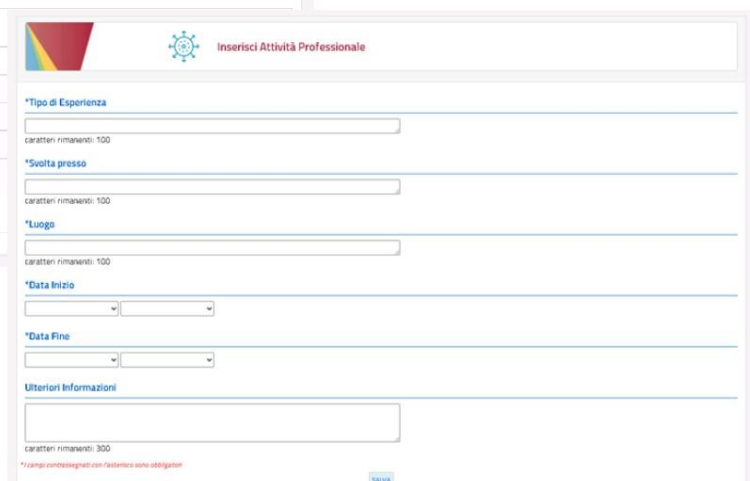 Inserisci Attività Professionale
*Tipo di Esperienza
caratteri rimanenti: 100
*Svolta presso
caratteri rimanenti: 100
*Luogo
caratteri rimanenti: 100
*Data Inizio
*Data Fine
Ulteriori Informazioni
caratteri rimanenti: 300
*I campi contrassegnati con l'asterisco sono obbligatori
SALVA